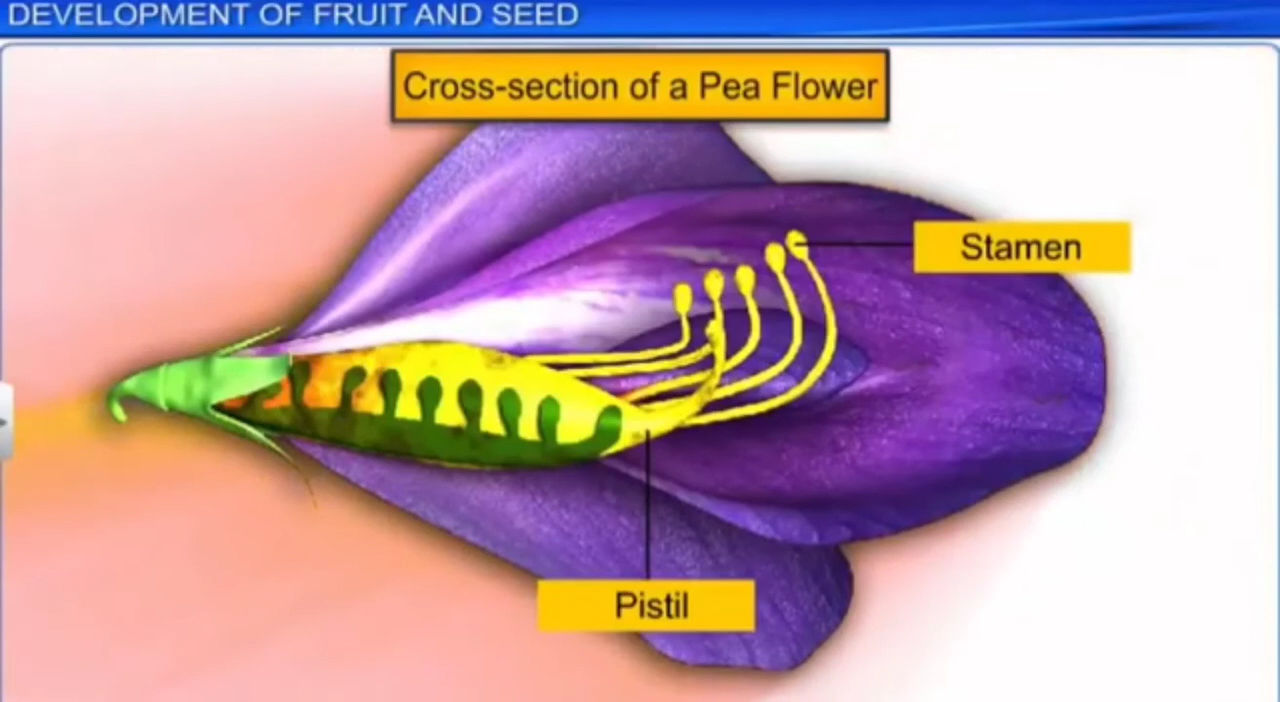 DEVELOPMENT OF FRUIT AND SEED
Cross-section of a Pea Flower
Stamen
Pistil